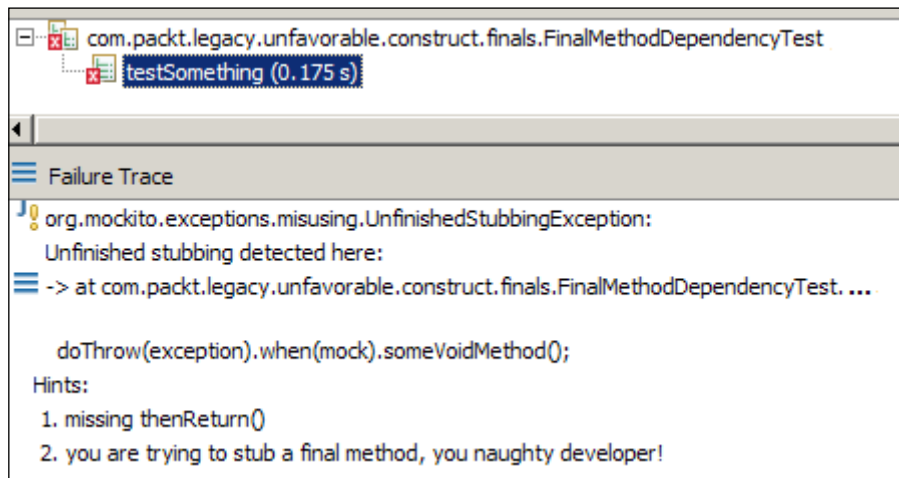 com.packt.legacy.unfavorable.construct.finals.FinalMethodDependencyTest
testSomething (0.175 s)
Failure Trace
org.mockito.exceptions.misusing.UnfinishedStubbingException:
Unfinished stubbing detected here:
-> at com.packt.legacy.unfavorable.construct.finals.FinalMethodDependencyTest. ...
doThrow(exception).when(mock).someVoidMethod();
Hints:
1. missing thenReturn()
2. you are trying to stub a final method, you naughty developer!